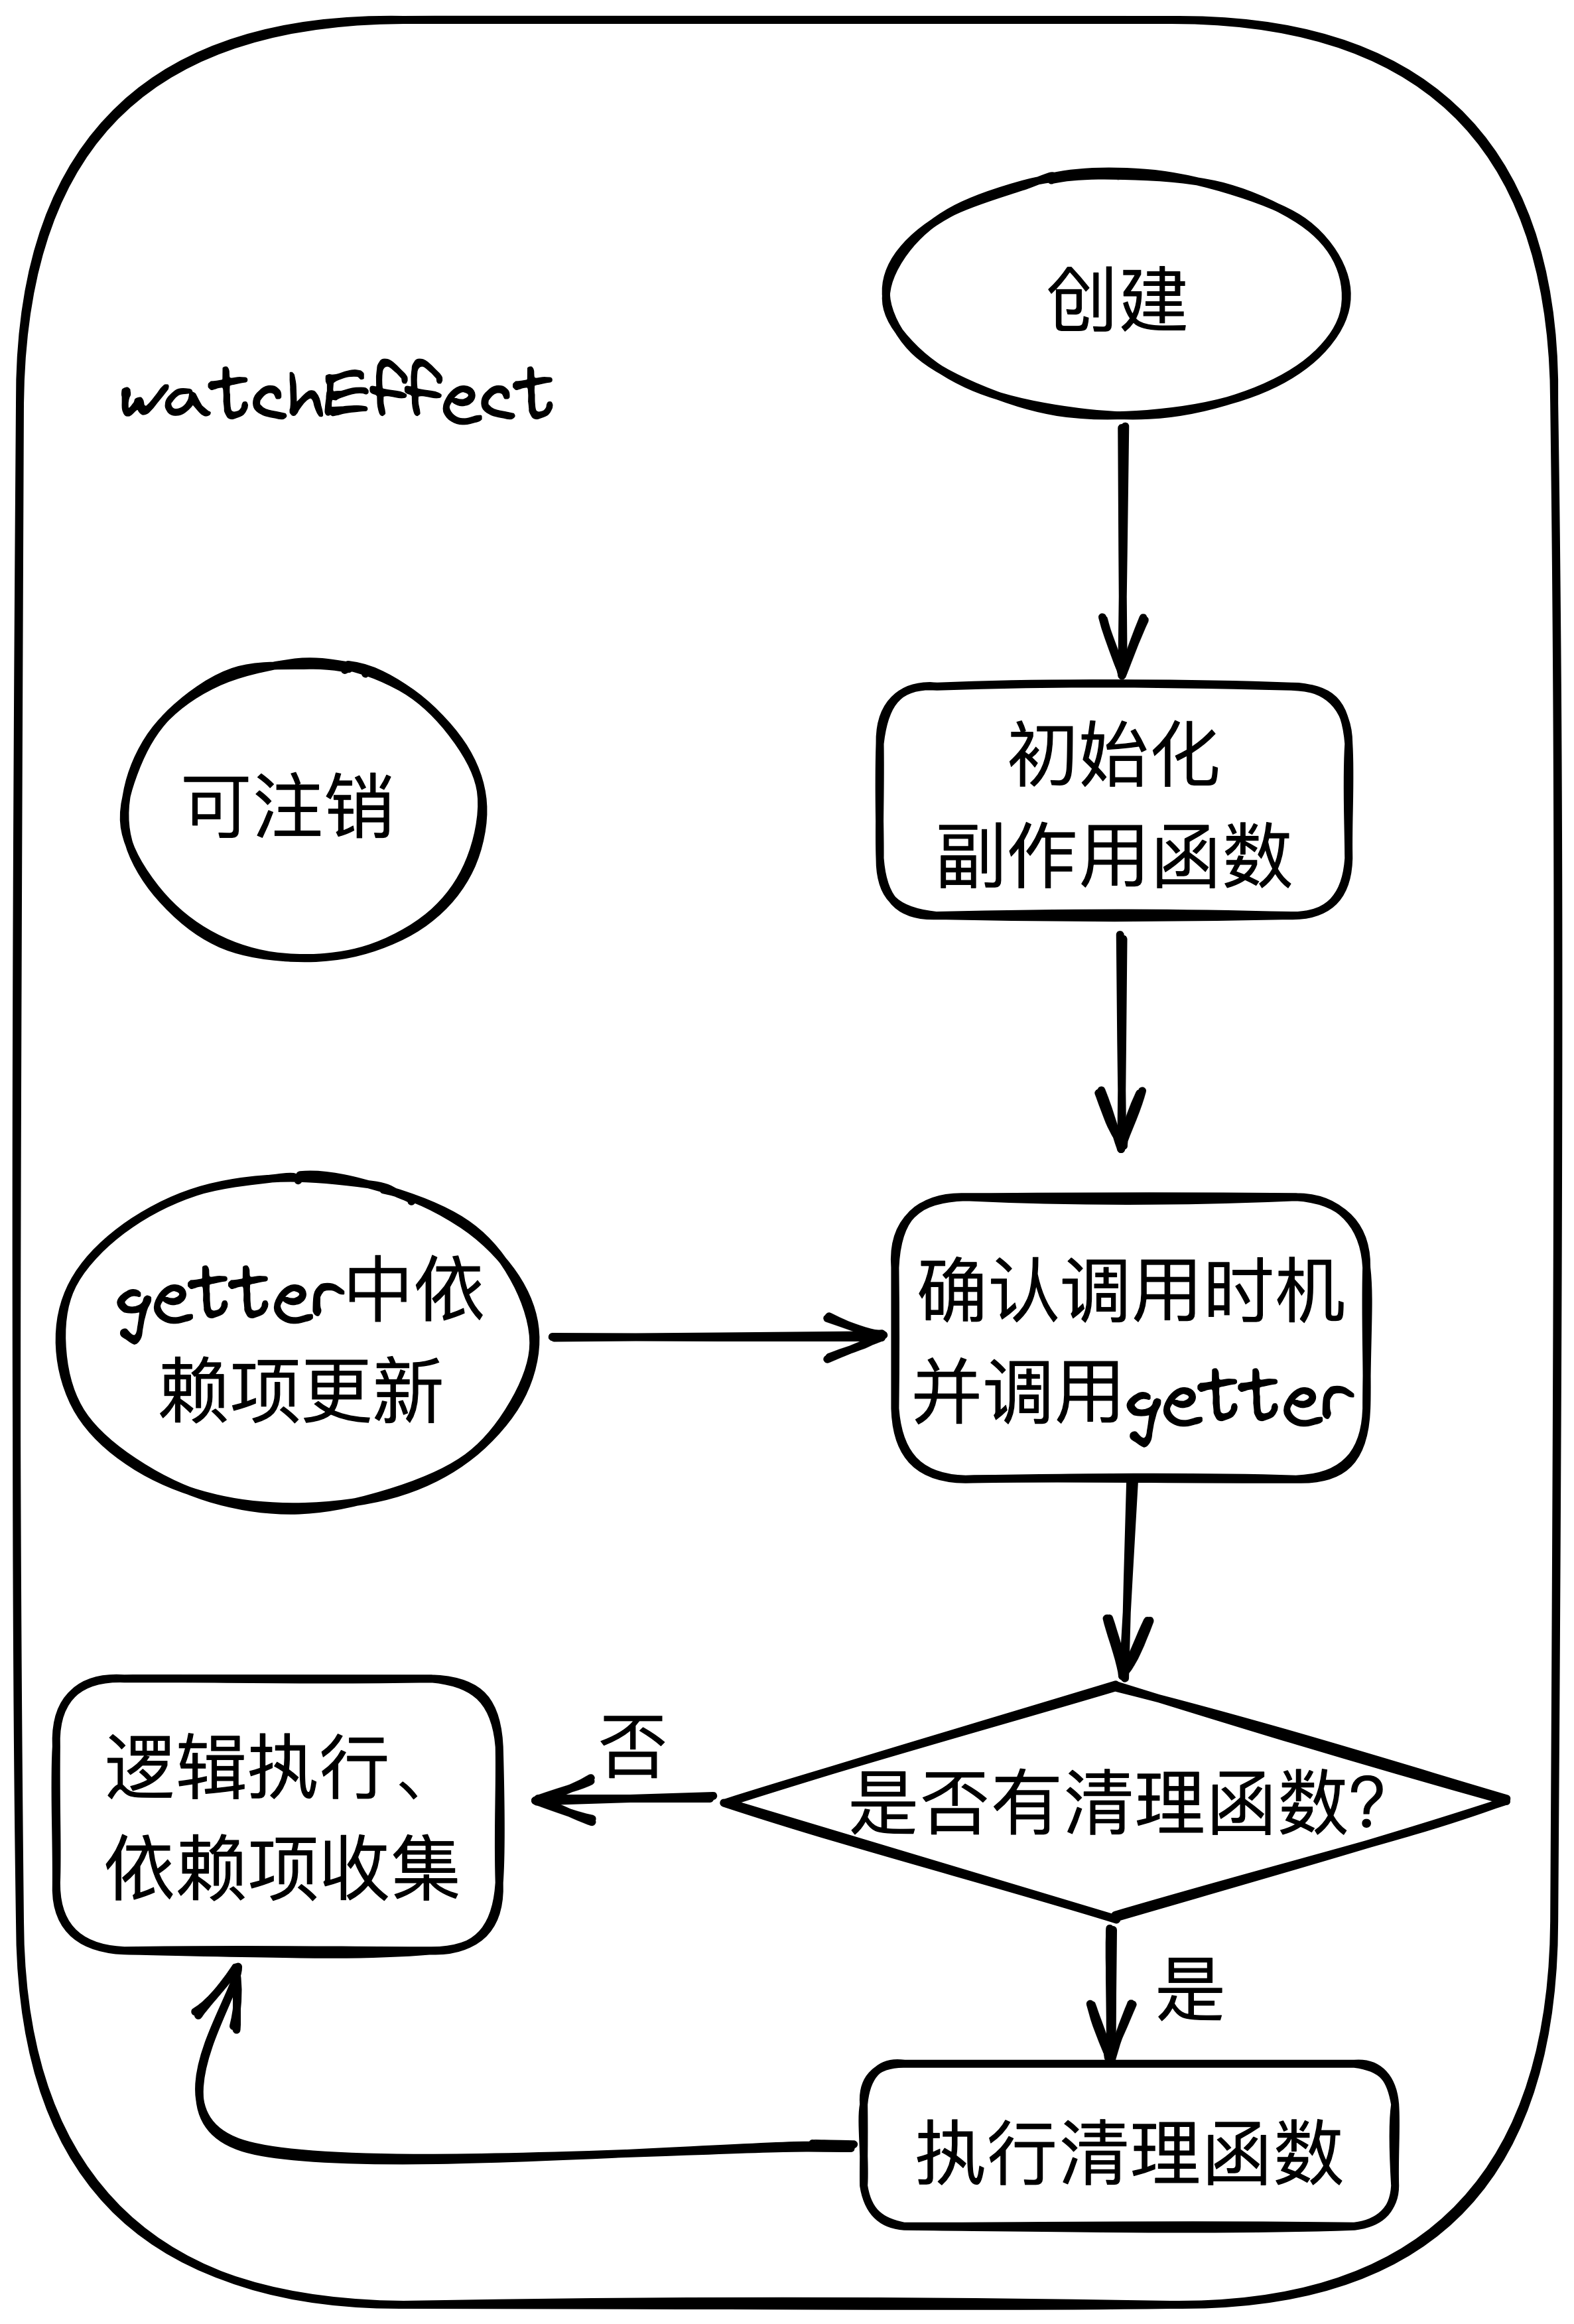 创建
watchEffect
初始化
副作用函数
可注销
getter中依
赖项更新
确认调用时机
并调用getter
逻辑执行、
依赖项收集
否
是否有清理函数？
是
执行清理函数